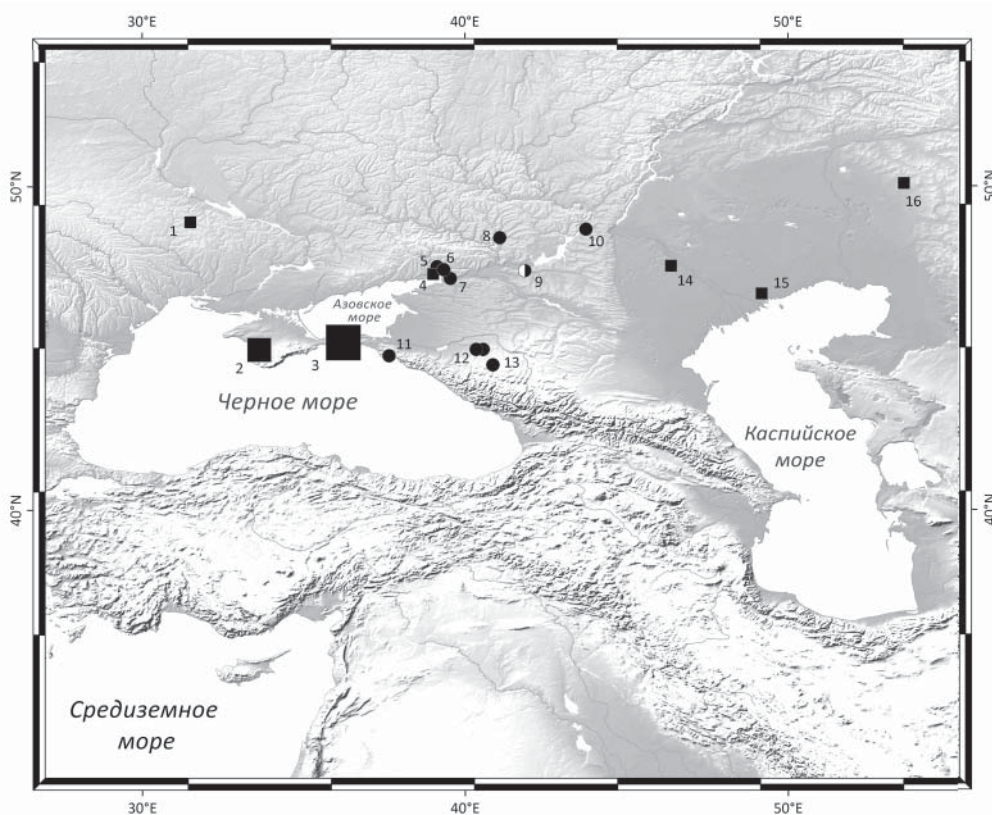 30°E
40°E
50°E
50°N
50°N
16
1
8
10
5
6
4
7
9
14
15
Азовское
море
2
3
11
12
13
Черное море
Каспийское
море
40°N
40°N
Средиземное
море
30°E
40°E
50°E